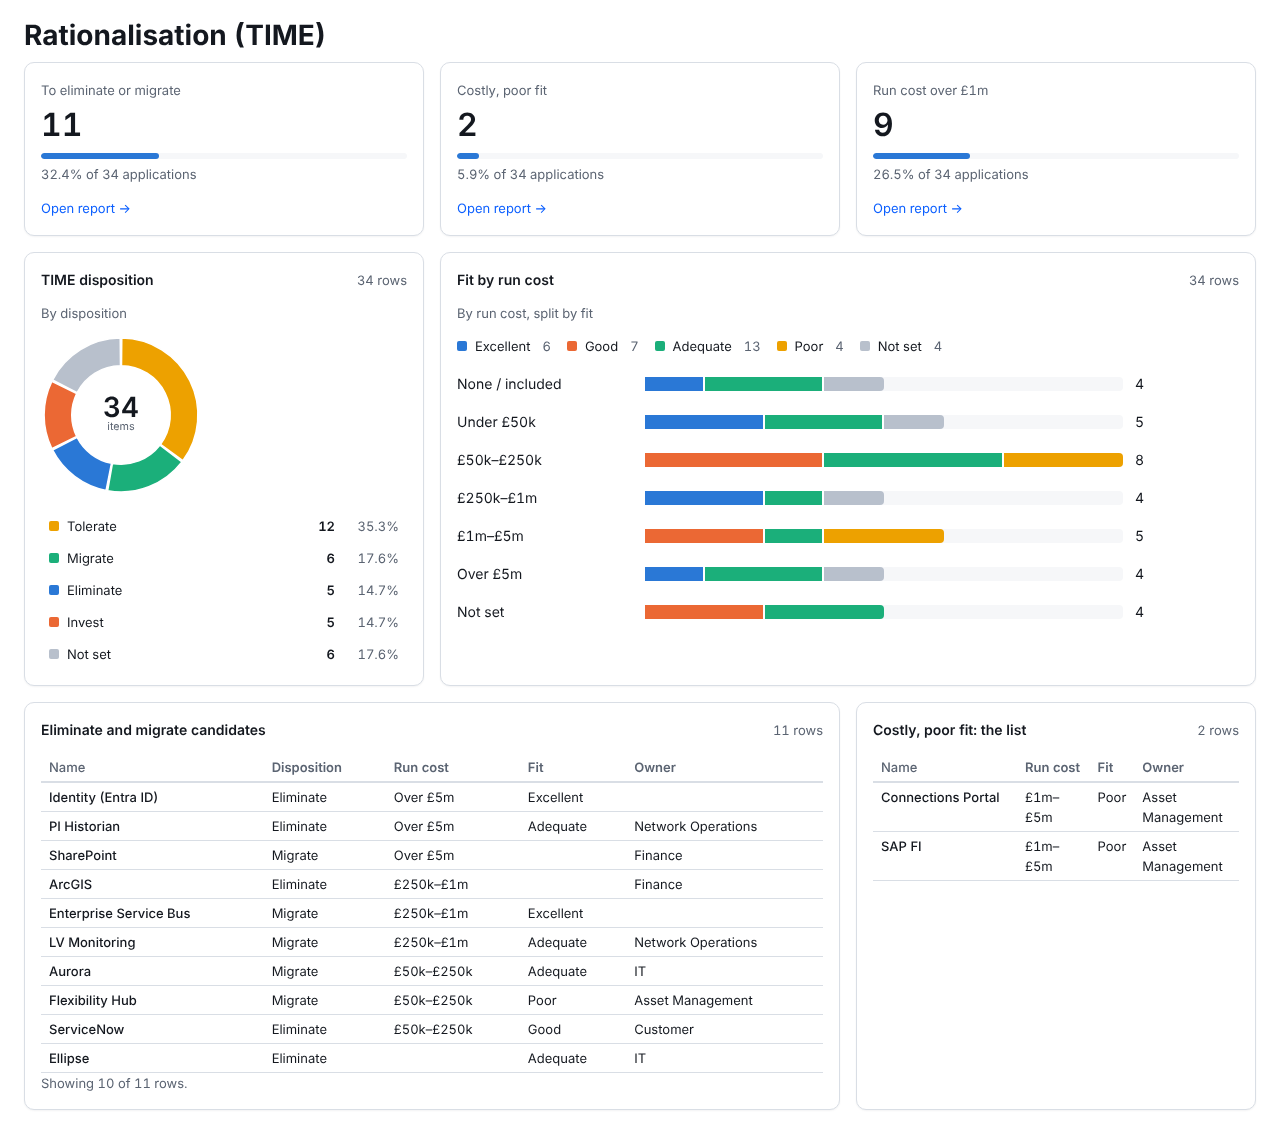 Rationalisation (TIME)
To eliminate or migrate
11
32.4% of 34 applications
Open report →
Costly, poor fit
2
5.9% of 34 applications
Open report →
Run cost over £1m
9
26.5% of 34 applications
Open report →
TIME disposition 34 rows
By disposition
34
items
Tolerate 12 35.3%
Migrate 6 17.6%
Eliminate 5 14.7%
Invest 5 14.7%
Not set 6 17.6%
Fit by run cost 34 rows
By run cost, split by fit
Excellent 6 Good 7 Adequate 13 Poor 4 Not set 4
None / included 4
Under £50k 5
£50k–£250k 8
£250k–£1m 4
£1m–£5m 5
Over £5m 4
Not set 4
Eliminate and migrate candidates 11 rows
Name Disposition Run cost Fit Owner
Identity (Entra ID) Eliminate Over £5m Excellent
PI Historian Eliminate Over £5m Adequate Network Operations
SharePoint Migrate Over £5m Finance
ArcGIS Eliminate £250k–£1m Finance
Enterprise Service Bus Migrate £250k–£1m Excellent
LV Monitoring Migrate £250k–£1m Adequate Network Operations
Aurora Migrate £50k–£250k Adequate IT
Flexibility Hub Migrate £50k–£250k Poor Asset Management
ServiceNow Eliminate £50k–£250k Good Customer
Ellipse Eliminate Adequate IT
Showing 10 of 11 rows.
Costly, poor fit: the list 2 rows
Name Run cost Fit Owner
Connections Portal £1m– Poor Asset
£5m Management
SAP FI £1m– Poor Asset
£5m Management